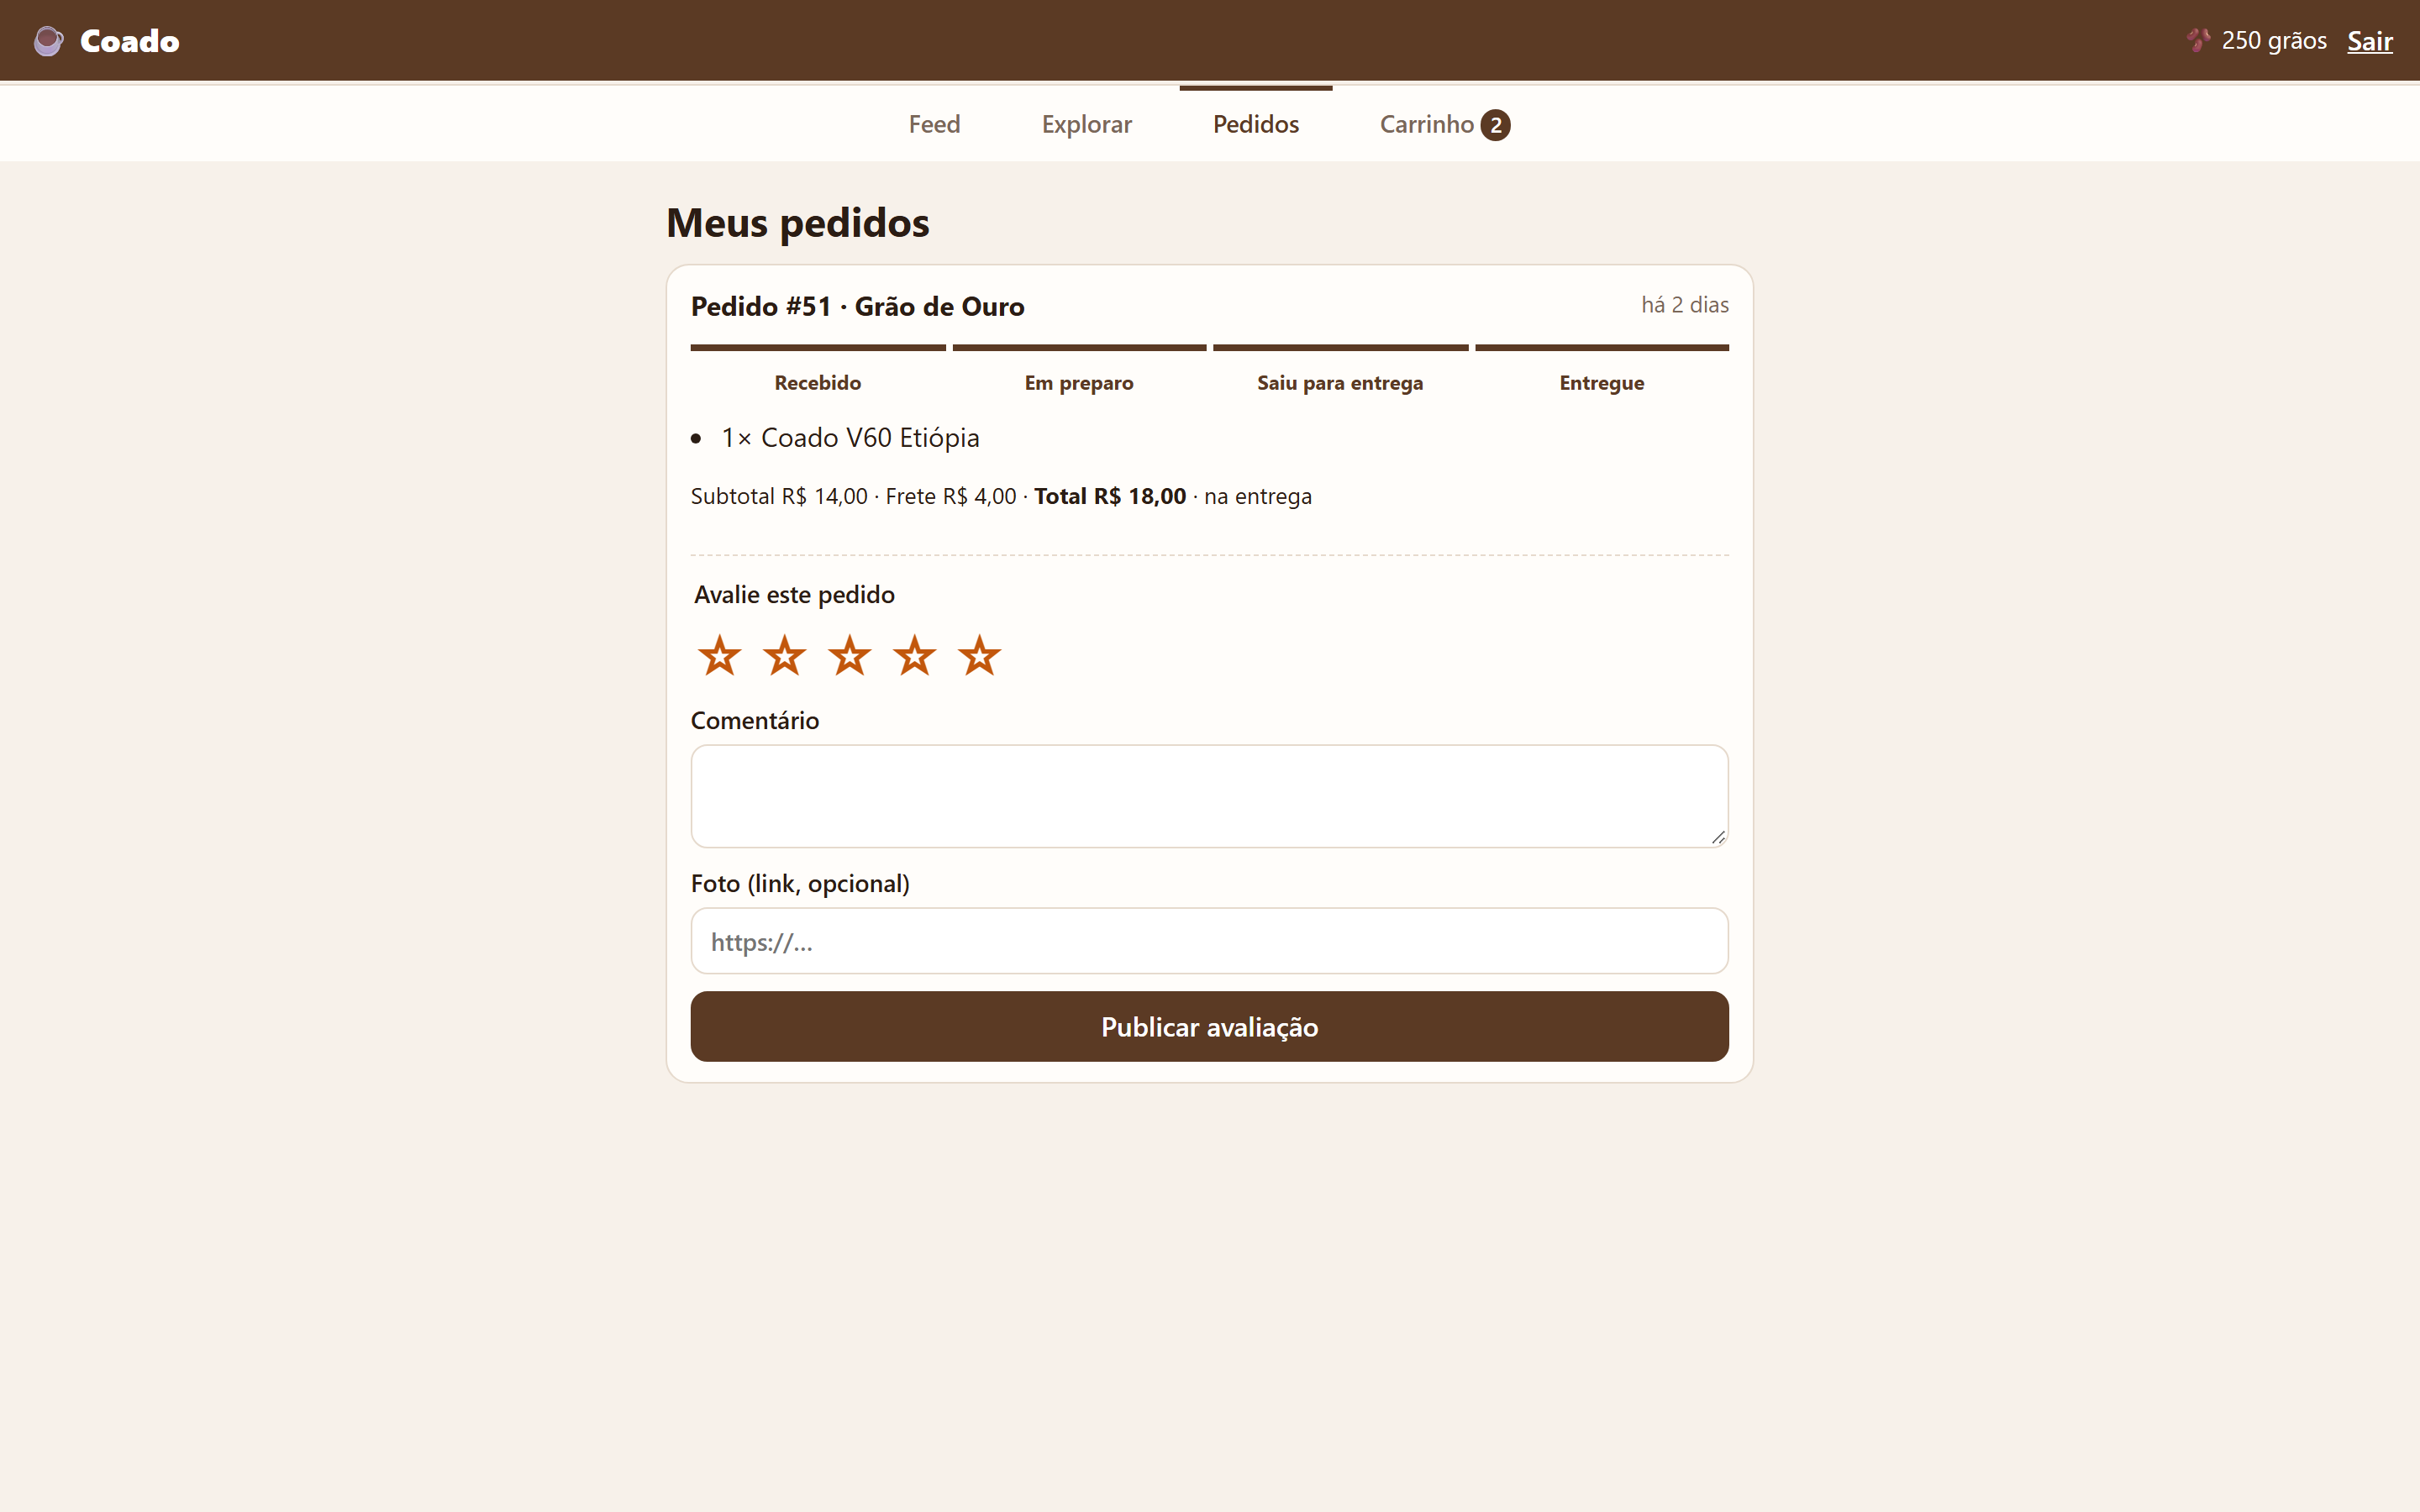 Coado
250 grãos Sair
Feed Explorar Pedidos Carrinho 2
Meus pedidos
Pedido #51 · Grão de Ouro há 2 dias
Recebido Em preparo Saiu para entrega Entregue
• 1× Coado V60 Etiópia
Subtotal R$ 14,00 · Frete R$ 4,00 · Total R$ 18,00 · na entrega
Avalie este pedido
Comentário
Foto (link, opcional)
https://...
Publicar avaliação